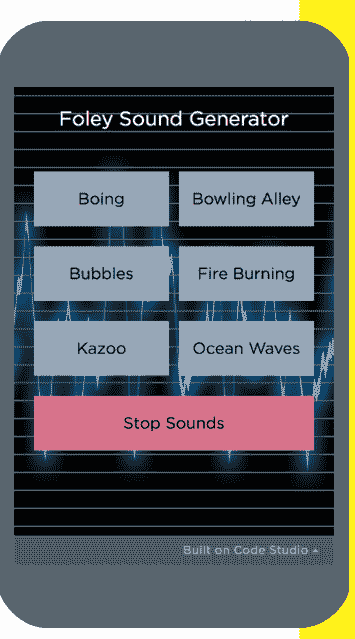 Foley Sound Generator
Boing
Bowling Alley
Bubbles
Fire Burning
Kazoo
Ocean Waves
Stop Sounds
Built on Code Studio